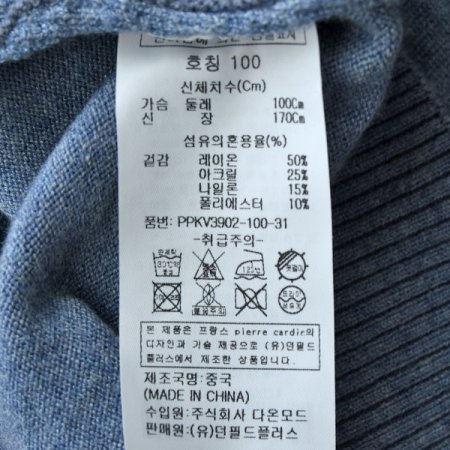 호칭 100
신체치수(Cm)
가슴 둘레 100Cm
신 장 170Cm
섬유의혼용율(%)
겉감 레이온 50%
아크릴 25%
나일론 15%
폴리에스터 10%
품번: PPKV3902-100-31
-취급주의-
본 제품은 프랑스 pierre cardin의
디자인과 기술 제공으로 (유)던필드
플러스에서 제조한 상품입니다.
제조국명:중국
(MADE IN CHINA)
수입원: 주식회사 다온모드
판매원: (유)던필드플러스